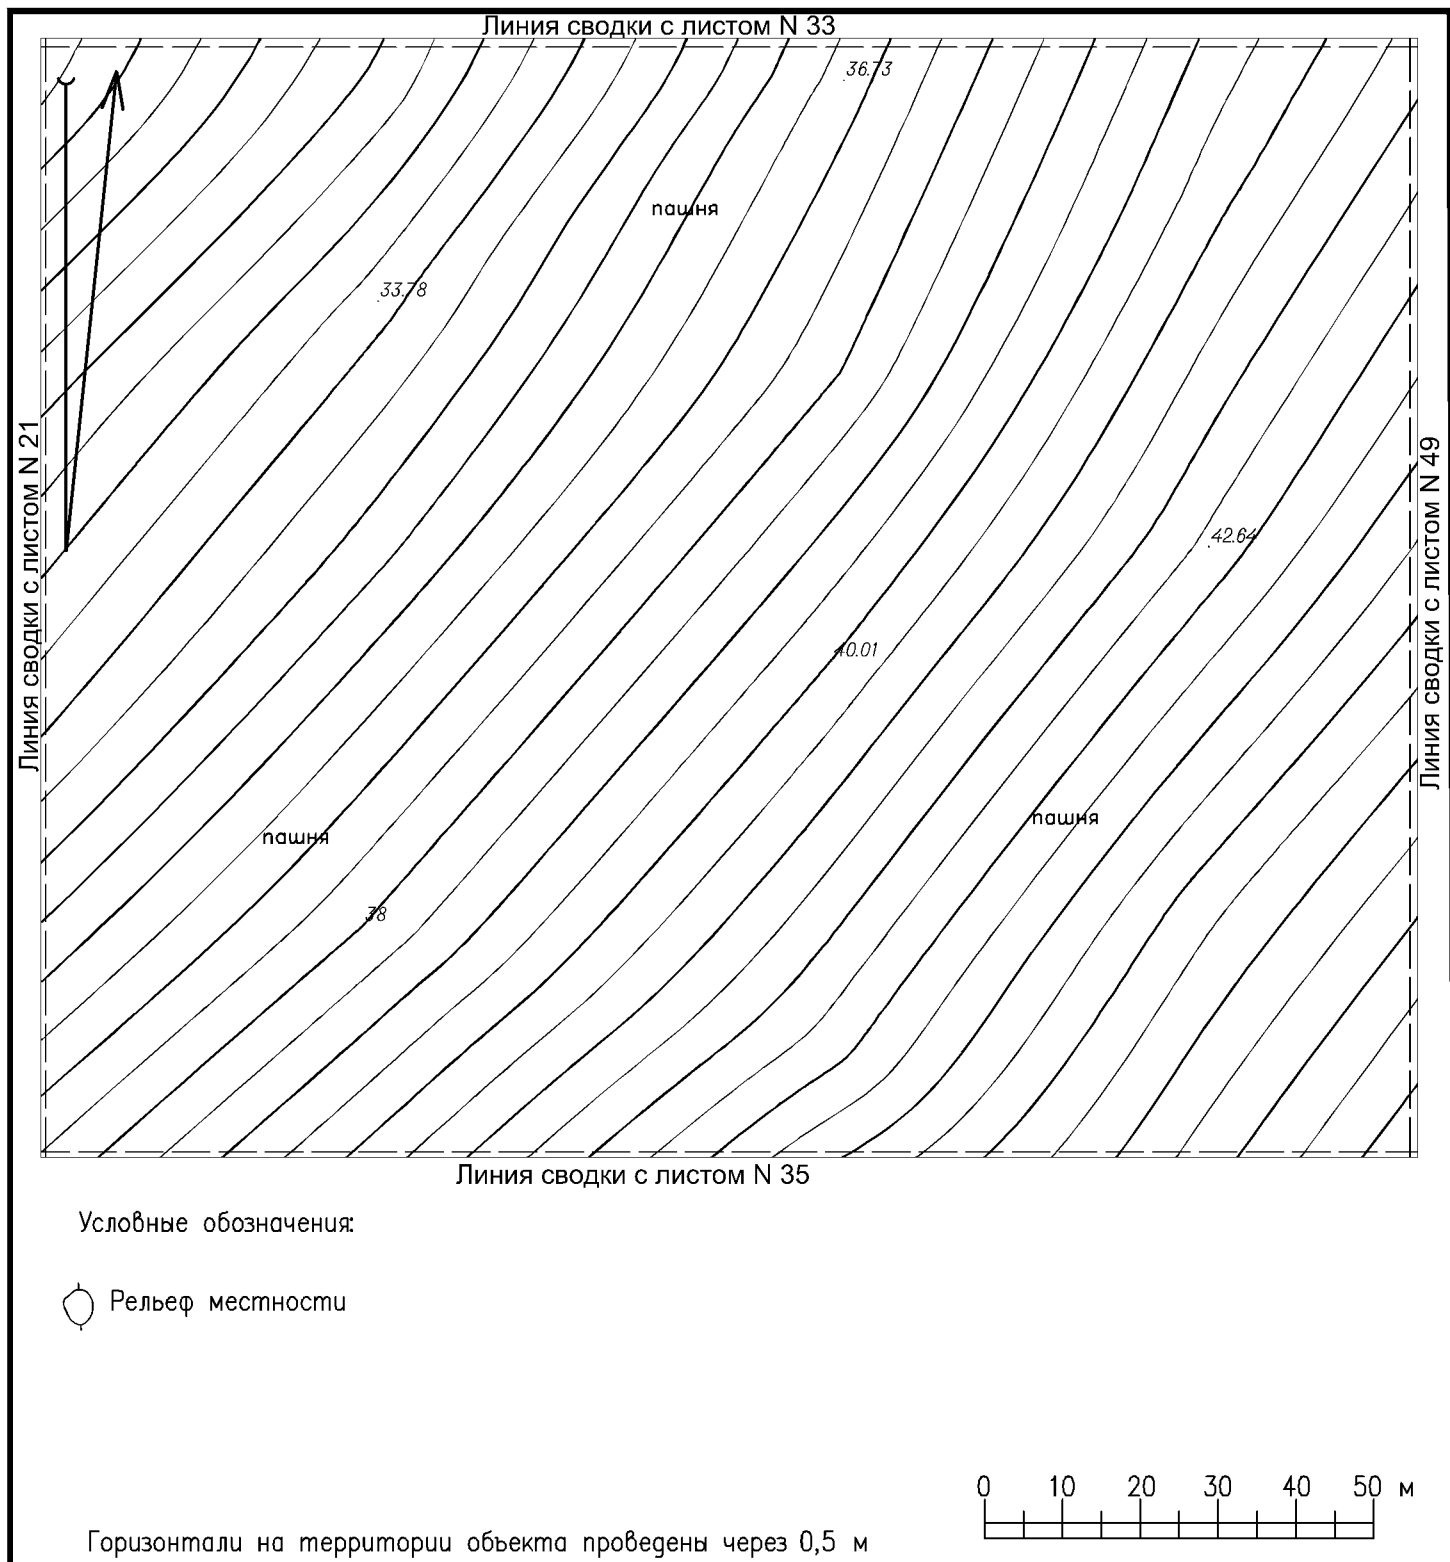 Линия сводки с листом N 33
36.73
пашня
33.78
Линия сводки с листом N 21
Линия сводки с листом N 49
42.64
40.01
пашня
пашня
38
Линия сводки с листом N 35
Условные обозначения:
Рельеф местности
0 10 20 30 40 50 м
Горизонтали на территории объекта проведены через 0,5 м